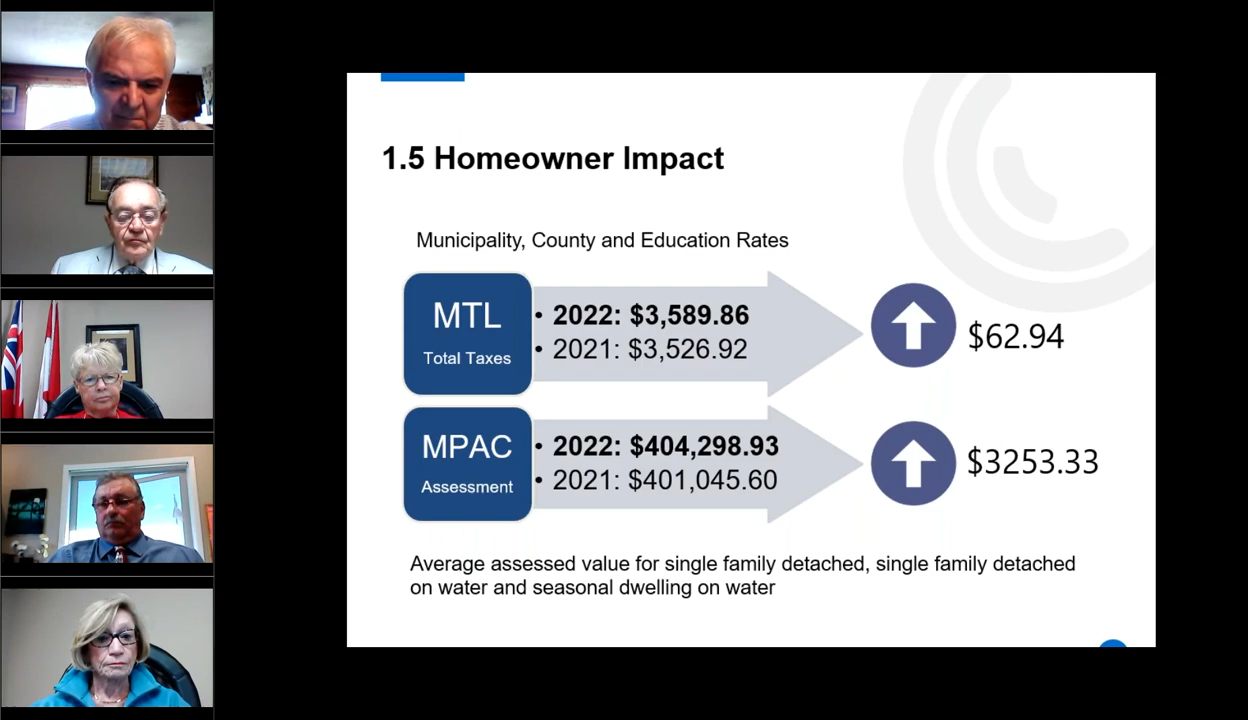 1.5 Homeowner Impact
Municipality, County and Education Rates
MTL
Total Taxes
• 2022: $3,589.86
• 2021: $3,526.92
$62.94
MPAC
Assessment
• 2022: $404,298.93
• 2021: $401,045.60
$3253.33
Average assessed value for single family detached, single family detached
on water and seasonal dwelling on water